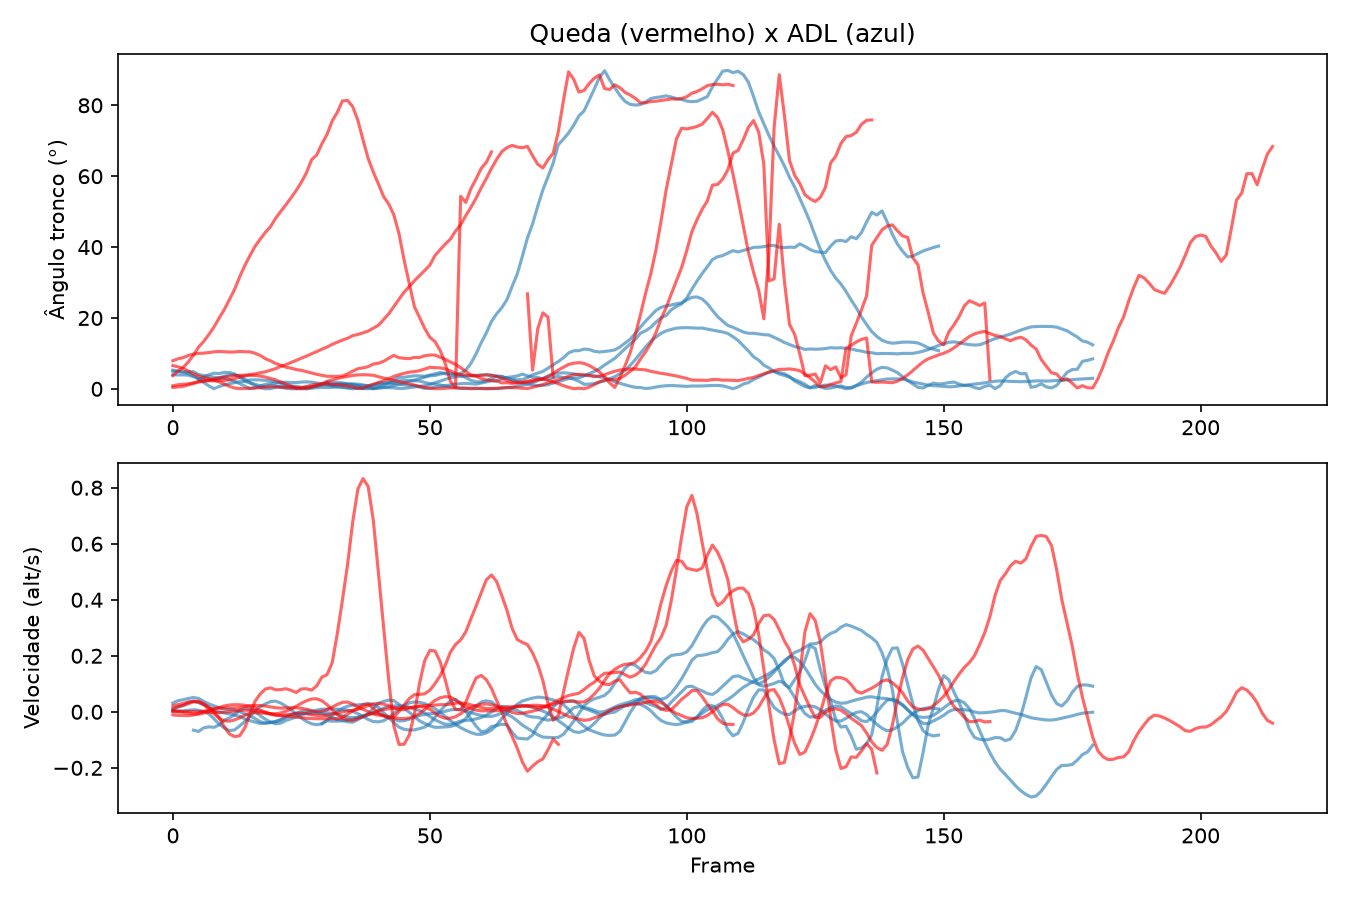 Queda (vermelho) x ADL (azul)
Ângulo tronco (°)
80
60
40
20
0
0 50 100 150 200
Velocidade (alt/s)
0.8
0.6
0.4
0.2
0.0
−0.2
0 50 100 150 200
Frame